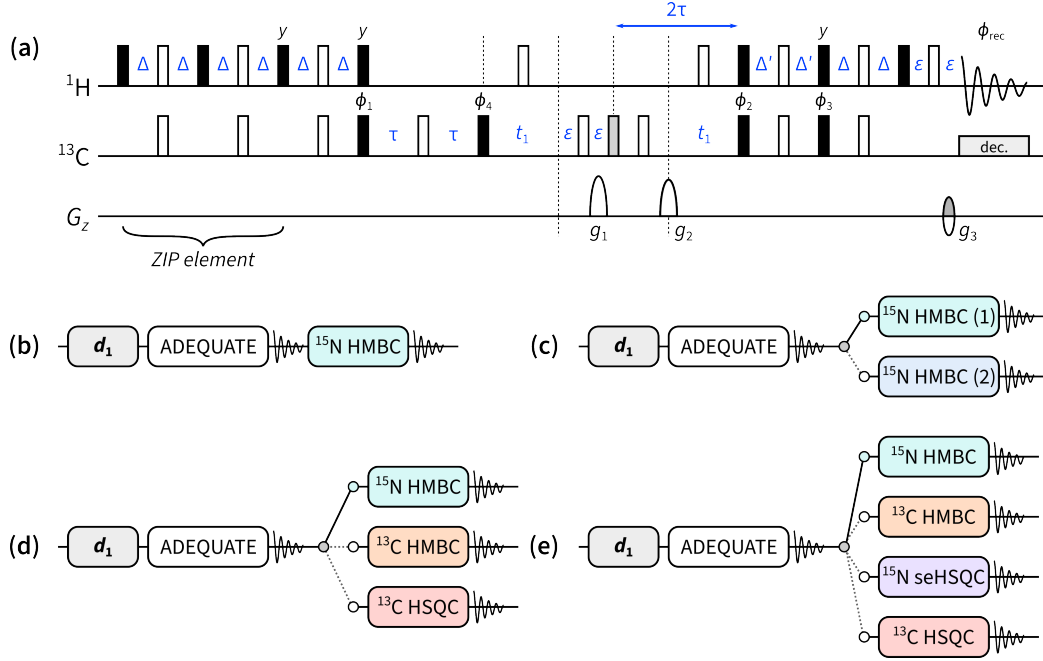 2τ
(a)
y y y ϕrec
Δ Δ Δ Δ Δ Δ Δ' Δ' Δ Δ ε ε
¹H
ϕ₁ ϕ₄ ϕ₂ ϕ₃
τ τ t₁ ε ε t₁
¹³C dec.
Gz g₁ g₂ g₃
ZIP element
(b) d₁ ADEQUATE ¹⁵N HMBC
(c) d₁ ADEQUATE ¹⁵N HMBC (1)
¹⁵N HMBC (2)
(d) d₁ ADEQUATE ¹⁵N HMBC
¹³C HMBC
¹³C HSQC
(e) d₁ ADEQUATE ¹⁵N HMBC
¹³C HMBC
¹⁵N seHSQC
¹³C HSQC